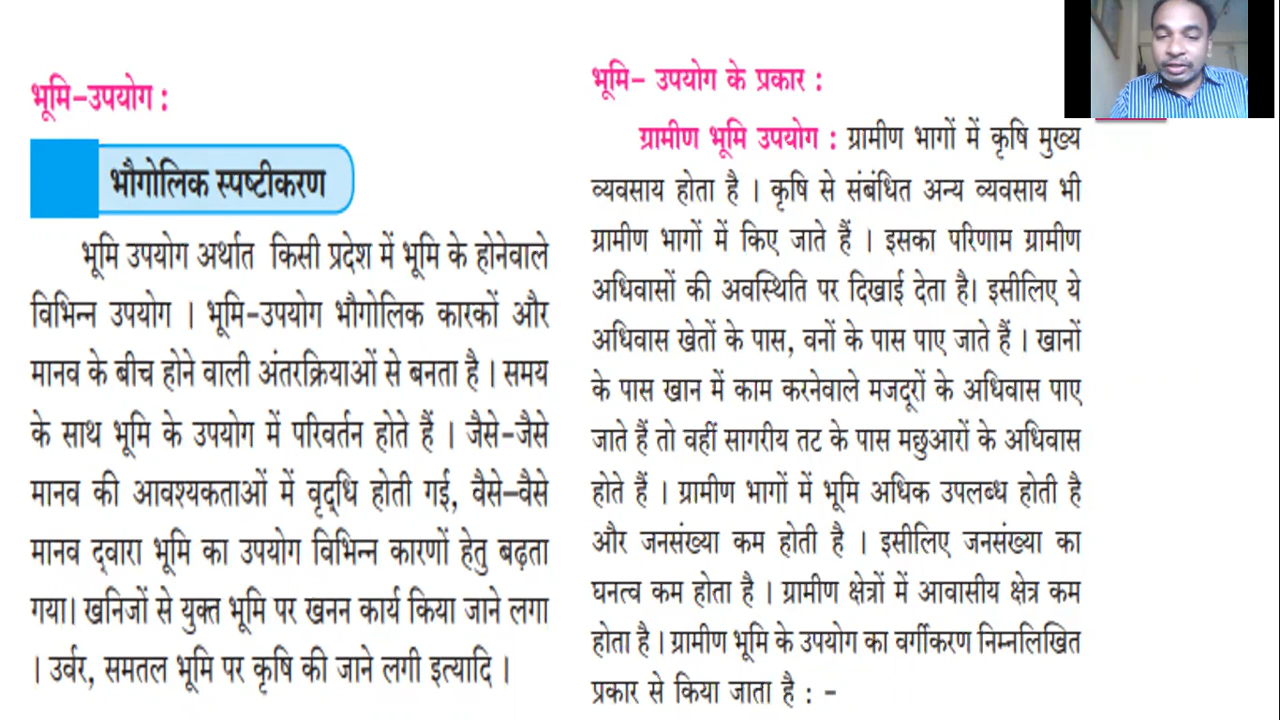 भूमि-उपयोग :
भौगोलिक स्पष्टीकरण
भूमि उपयोग अर्थात किसी प्रदेश में भूमि के होनेवाले
विभिन्न उपयोग । भूमि-उपयोग भौगोलिक कारकों और
मानव के बीच होने वाली अंतरक्रियाओं से बनता है । समय
के साथ भूमि के उपयोग में परिवर्तन होते हैं । जैसे-जैसे
मानव की आवश्यकताओं में वृद्धि होती गई, वैसे-वैसे
मानव द्वारा भूमि का उपयोग विभिन्न कारणों हेतु बढ़ता
गया। खनिजों से युक्त भूमि पर खनन कार्य किया जाने लगा
। उर्वर, समतल भूमि पर कृषि की जाने लगी इत्यादि ।
भूमि- उपयोग के प्रकार :
ग्रामीण भूमि उपयोग : ग्रामीण भागों में कृषि मुख्य
व्यवसाय होता है । कृषि से संबंधित अन्य व्यवसाय भी
ग्रामीण भागों में किए जाते हैं । इसका परिणाम ग्रामीण
अधिवासों की अवस्थिति पर दिखाई देता है। इसीलिए ये
अधिवास खेतों के पास, वनों के पास पाए जाते हैं । खानों
के पास खान में काम करनेवाले मजदूरों के अधिवास पाए
जाते हैं तो वहीं सागरीय तट के पास मछुआरों के अधिवास
होते हैं । ग्रामीण भागों में भूमि अधिक उपलब्ध होती है
और जनसंख्या कम होती है । इसीलिए जनसंख्या का
घनत्व कम होता है । ग्रामीण क्षेत्रों में आवासीय क्षेत्र कम
होता है । ग्रामीण भूमि के उपयोग का वर्गीकरण निम्नलिखित
प्रकार से किया जाता है : -